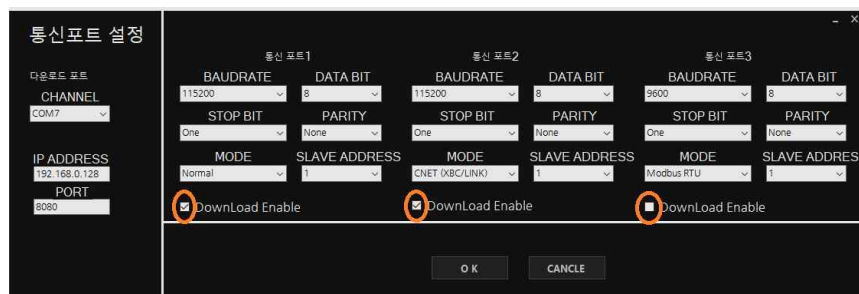 통신포트 설정
다운로드 포트
CHANNEL
COM7
IP ADDRESS
192.168.0.128
PORT
8080
통신 포트1
BAUDRATE DATA BIT
115200 8
STOP BIT PARITY
One None
MODE SLAVE ADDRESS
Normal 1
DownLoad Enable
통신 포트2
BAUDRATE DATA BIT
115200 8
STOP BIT PARITY
One None
MODE SLAVE ADDRESS
CNET (XBC/LINK) 1
DownLoad Enable
통신 포트3
BAUDRATE DATA BIT
9600 8
STOP BIT PARITY
One None
MODE SLAVE ADDRES
Modbus RTU 1
DownLoad Enable
O K CANCLE